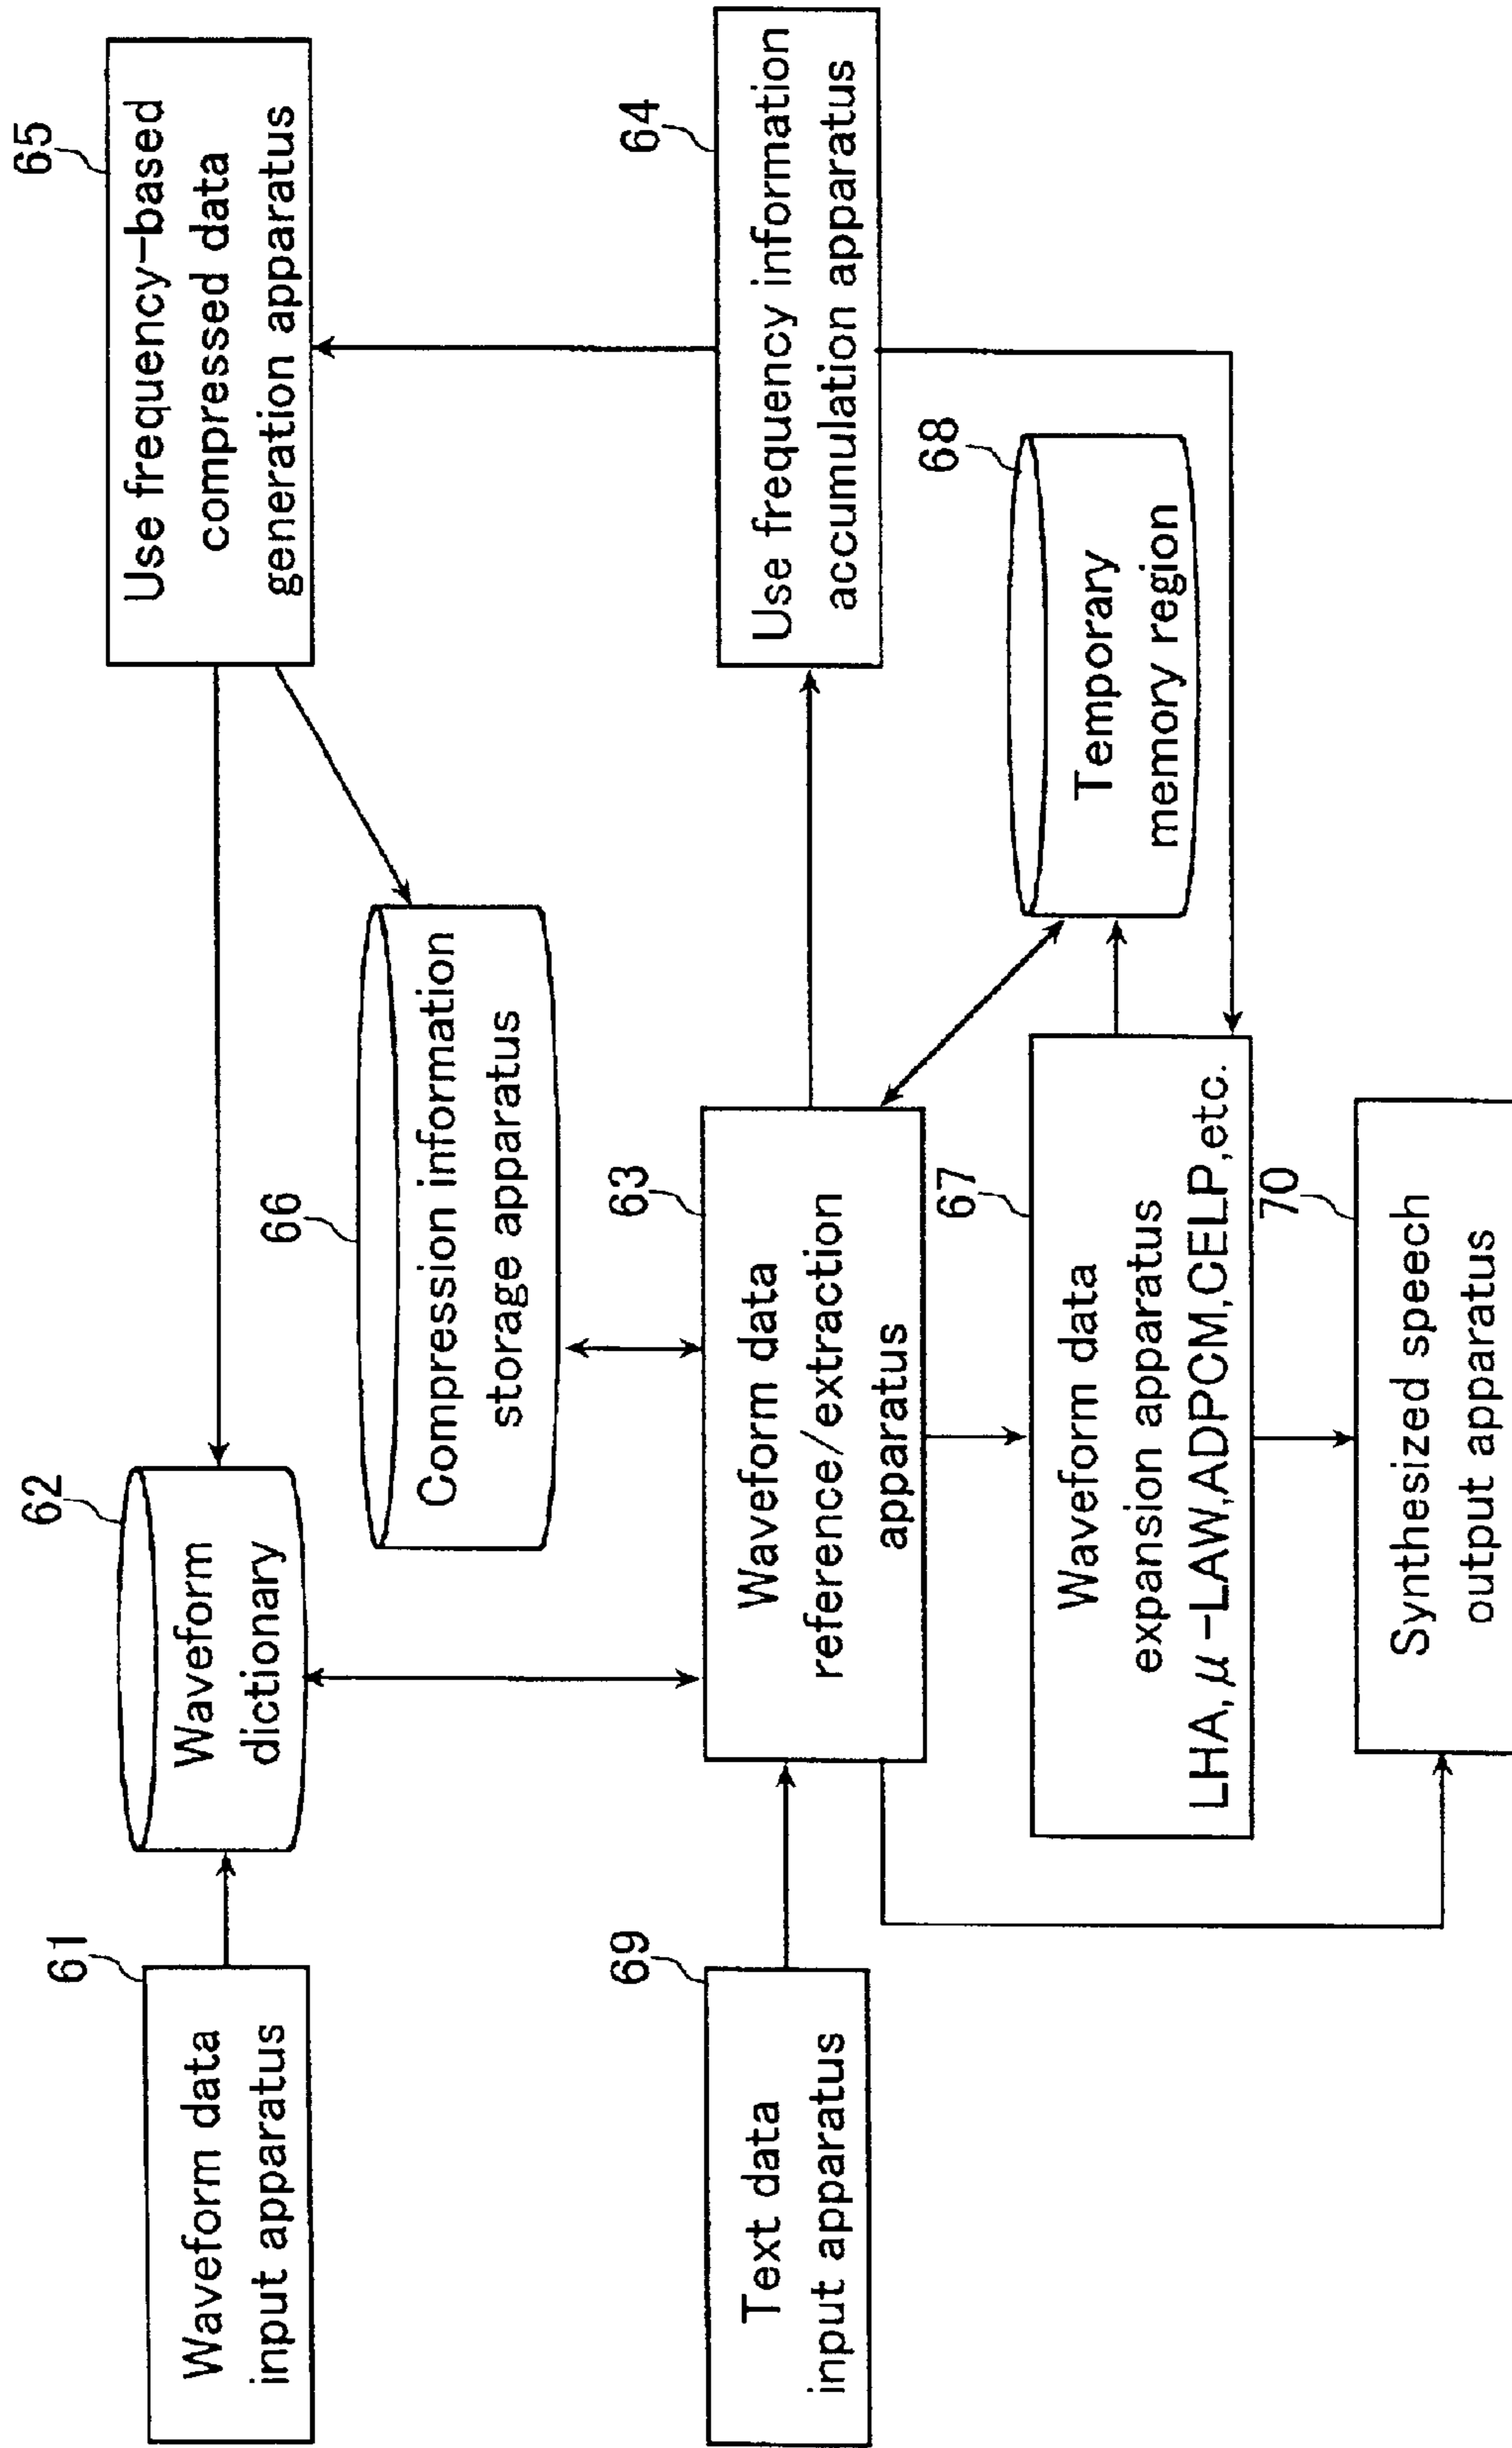 61
Waveform data
input apparatus
62
Waveform
dictionary
65
Use frequency-based
compressed data
generation apparatus
66
Compression information
storage apparatus
69
Text data
input apparatus
63
Waveform data
reference/extraction
apparatus
64
Use frequency information
accumulation apparatus
67
Waveform data
expansion apparatus
LHA,μ-LAW,ADPCM,CELP,etc.
68
Temporary
memory region
70
Synthesized speech
output apparatus